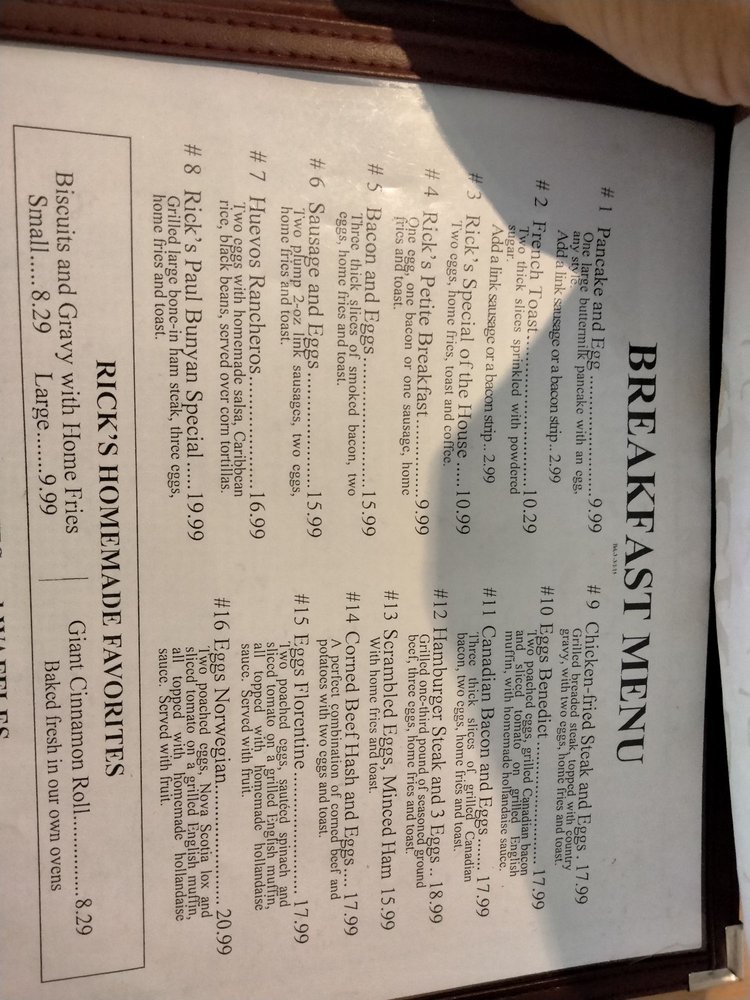 BREAKFAST MENU
# 1 Pancake and Egg ........................9.99
One large buttermilk pancake with an egg,
any style.
Add a link sausage or a bacon strip.. 2.99
# 2 French Toast........................ 10.29
Two thick slices sprinkled with powdered
sugar.
Add a link sausage or a bacon strip.. 2.99
# 3 Rick's Special of the House ...... 10.99
Two eggs, home fries, toast and coffee.
# 4 Rick's Petite Breakfast..............9.99
One egg, one bacon or one sausage, home
fries and toast.
# 5 Bacon and Eggs.................... 15.99
Three thick slices of smoked bacon, two
eggs, home fries and toast.
# 6 Sausage and Eggs.................. 15.99
Two plump 2-oz link sausages, two eggs,
home fries and toast.
# 7 Huevos Rancheros................. 16.99
Two eggs with homemade salsa, Caribbean
rice, black beans, served over corn tortillas.
# 8 Rick's Paul Bunyan Special ..... 19.99
Grilled large bone-in ham steak, three eggs,
home fries and toast.
# 9 Chicken-fried Steak and Eggs . 17.99
Grilled breaded steak, topped with country
gravy, with two eggs, home fries and toast.
#10 Eggs Benedict ..................... 17.99
Two poached eggs, grilled Canadian bacon
and sliced tomato on grilled English
muffin, with homemade hollandaise sauce.
#11 Canadian Bacon and Eggs ....... 17.99
Three thick slices of grilled Canadian
bacon, two eggs, home fries and toast.
#12 Hamburger Steak and 3 Eggs .. 18.99
Grilled one-third pound of seasoned ground
beef, three eggs, home fries and toast.
#13 Scrambled Eggs, Minced Ham 15.99
With home fries and toast.
#14 Corned Beef Hash and Eggs.... 17.99
A perfect combination of corned beef and
potatoes with two eggs and toast.
#15 Eggs Florentine.................... 17.99
Two poached eggs, sautéed spinach and
sliced tomato on a grilled English muffin,
all topped with homemade hollandaise
sauce. Served with fruit.
#16 Eggs Norwegian................... 20.99
Two poached eggs, Nova Scotia lox and
sliced tomato on a grilled English muffin,
all topped with homemade hollandaise
sauce. Served with fruit.
RICK'S HOMEMADE FAVORITES
Biscuits and Gravy with Home Fries
Small..... 8.29 Large.......9.99
Giant Cinnamon Roll............... 8.29
Baked fresh in our own ovens